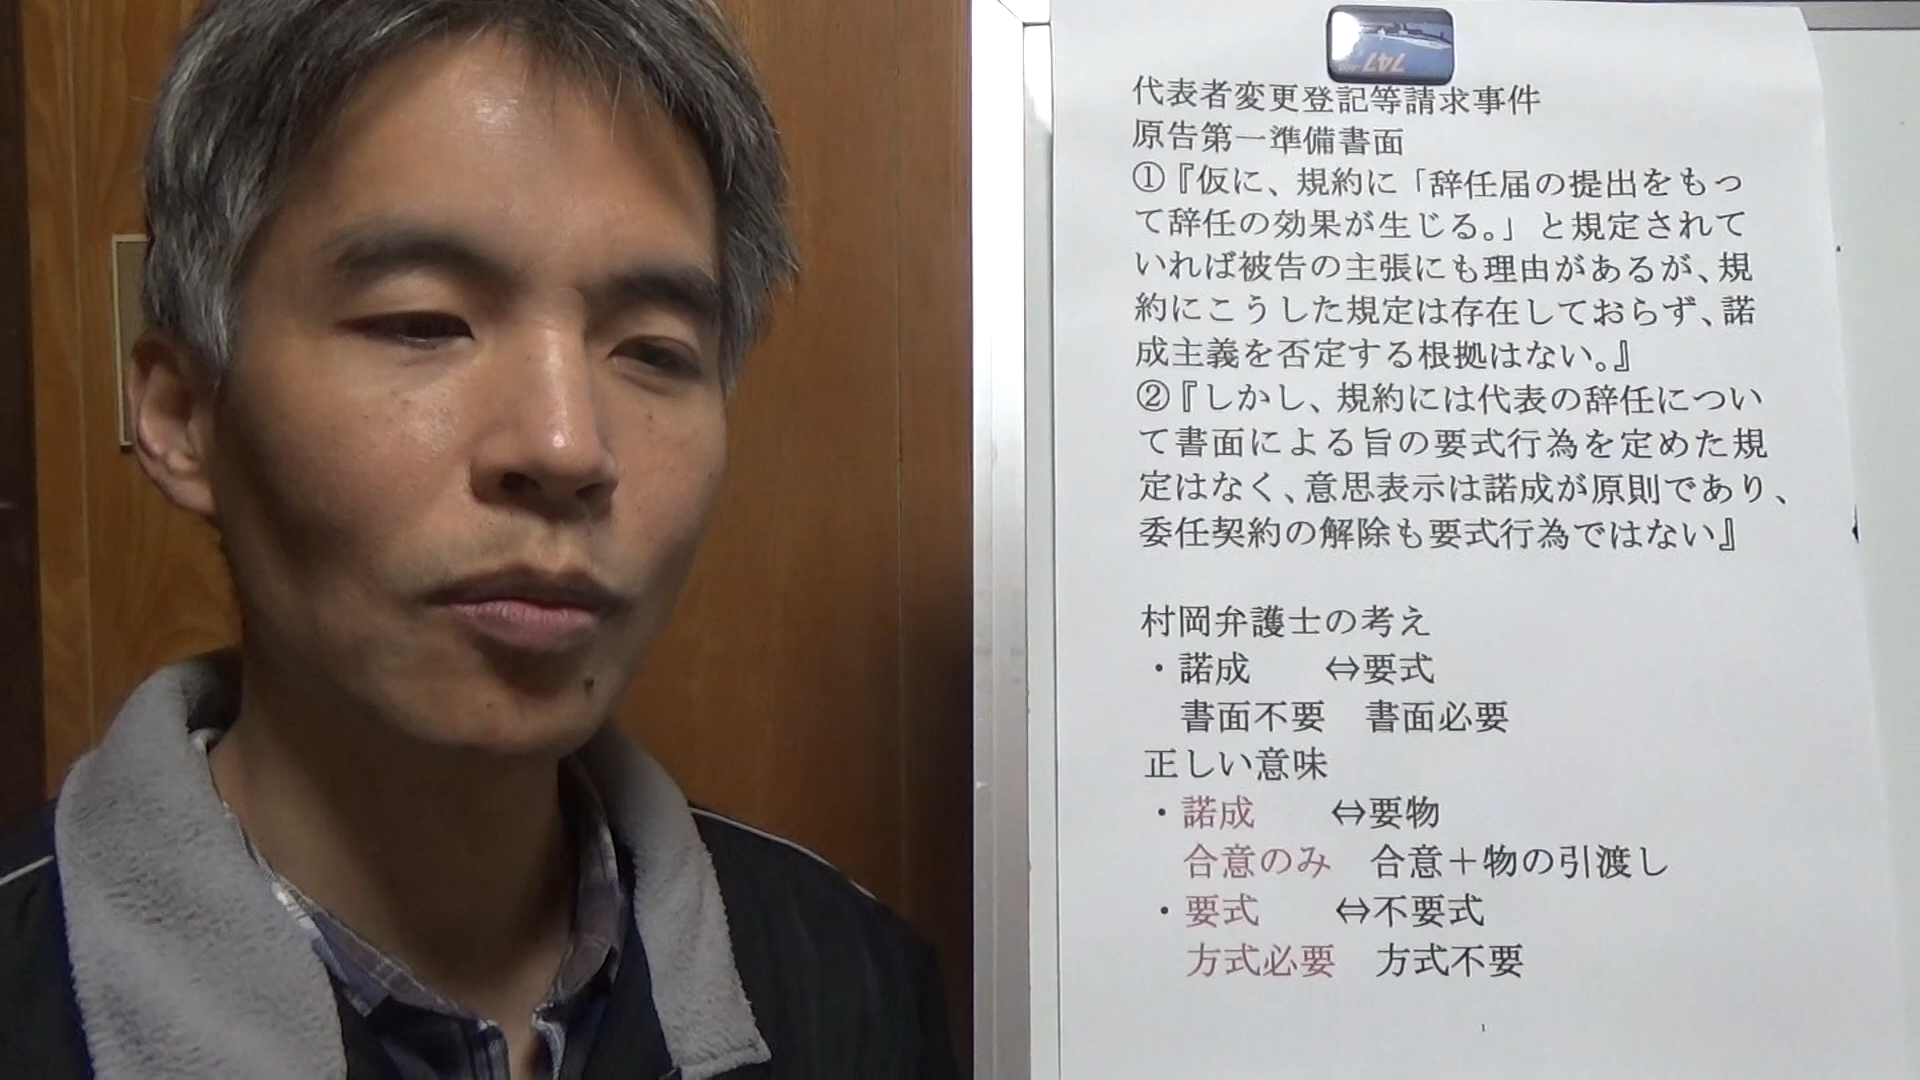 747
代表者変更登記等請求事件
原告第一準備書面
①『仮に、規約に「辞任届の提出をもっ
て辞任の効果が生じる。」と規定されて
いれば被告の主張にも理由があるが、規
約にこうした規定は存在しておらず、諾
成主義を否定する根拠はない。』
②『しかし、規約には代表の辞任につい
て書面による旨の要式行為を定めた規
定はなく、意思表示は諾成が原則であり、
委任契約の解除も要式行為ではない』
村岡弁護士の考え
・諾成　　⇔要式
書面不要　書面必要
正しい意味
・諾成　　⇔要物
合意のみ　合意＋物の引渡し
・要式　　⇔不要式
方式必要　方式不要
1